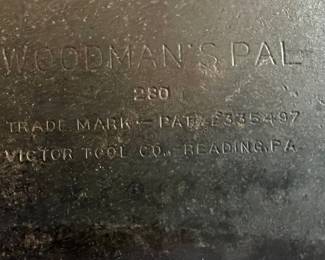 WOODMAN'S PAL
280
TRADE MARK — PAT. 2335497
VICTOR TOOL CO. READING, PA.